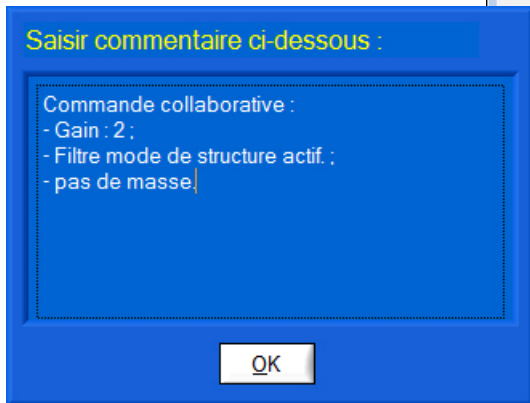 Saisir commentaire ci-dessous :
Commande collaborative :
- Gain : 2 ;
- Filtre mode de structure actif. ;
- pas de masse.
OK